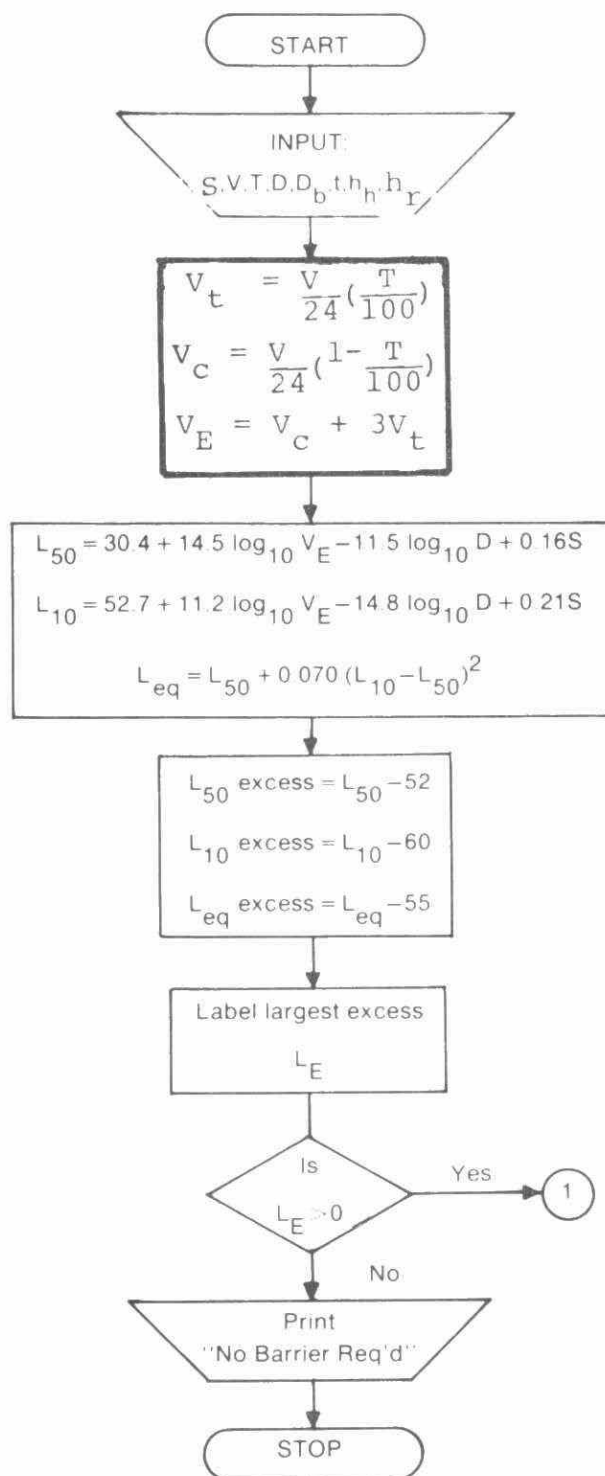 START
INPUT:
S.V.T.D.D_b.t.h_h.h_r
V_t = V/24 (T/100)
V_c = V/24 (1-T/100)
V_E = V_c + 3V_t
L_50 = 30.4 + 14.5 log_10 V_E - 11.5 log_10 D + 0.16S
L_10 = 52.7 + 11.2 log_10 V_E - 14.8 log_10 D + 0.21S
L_eq = L_50 + 0.070 (L_10 - L_50)^2
L_50 excess = L_50 - 52
L_10 excess = L_10 - 60
L_eq excess = L_eq - 55
Label largest excess
L_E
Is
L_E > 0
Yes
1
No
Print
"No Barrier Req'd"
STOP